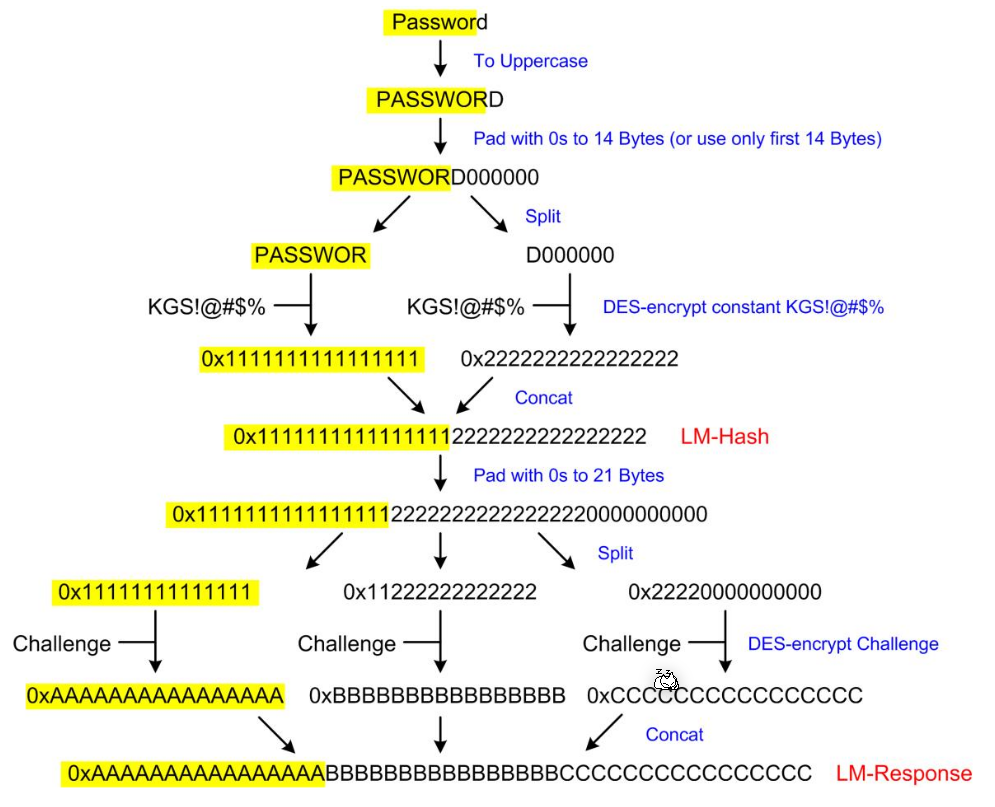 Password
To Uppercase
PASSWORD
Pad with 0s to 14 Bytes (or use only first 14 Bytes)
PASSWORD000000
Split
PASSWOR D000000
KGS!@#$% KGS!@#$% DES-encrypt constant KGS!@#$%
0x1111111111111111 0x2222222222222222
Concat
0x11111111111111112222222222222222 LM-Hash
Pad with 0s to 21 Bytes
0x111111111111111122222222222222220000000000
Split
0x11111111111111 0x11222222222222 0x22220000000000
Challenge Challenge Challenge DES-encrypt Challenge
0xAAAAAAAAAAAAAAAA 0xBBBBBBBBBBBBBBBB 0xCCCCCCCCCCCCCCCC
Concat
0xAAAAAAAAAAAAAAAABBBBBBBBBBBBBBBBCCCCCCCCCCCCCCCC LM-Response